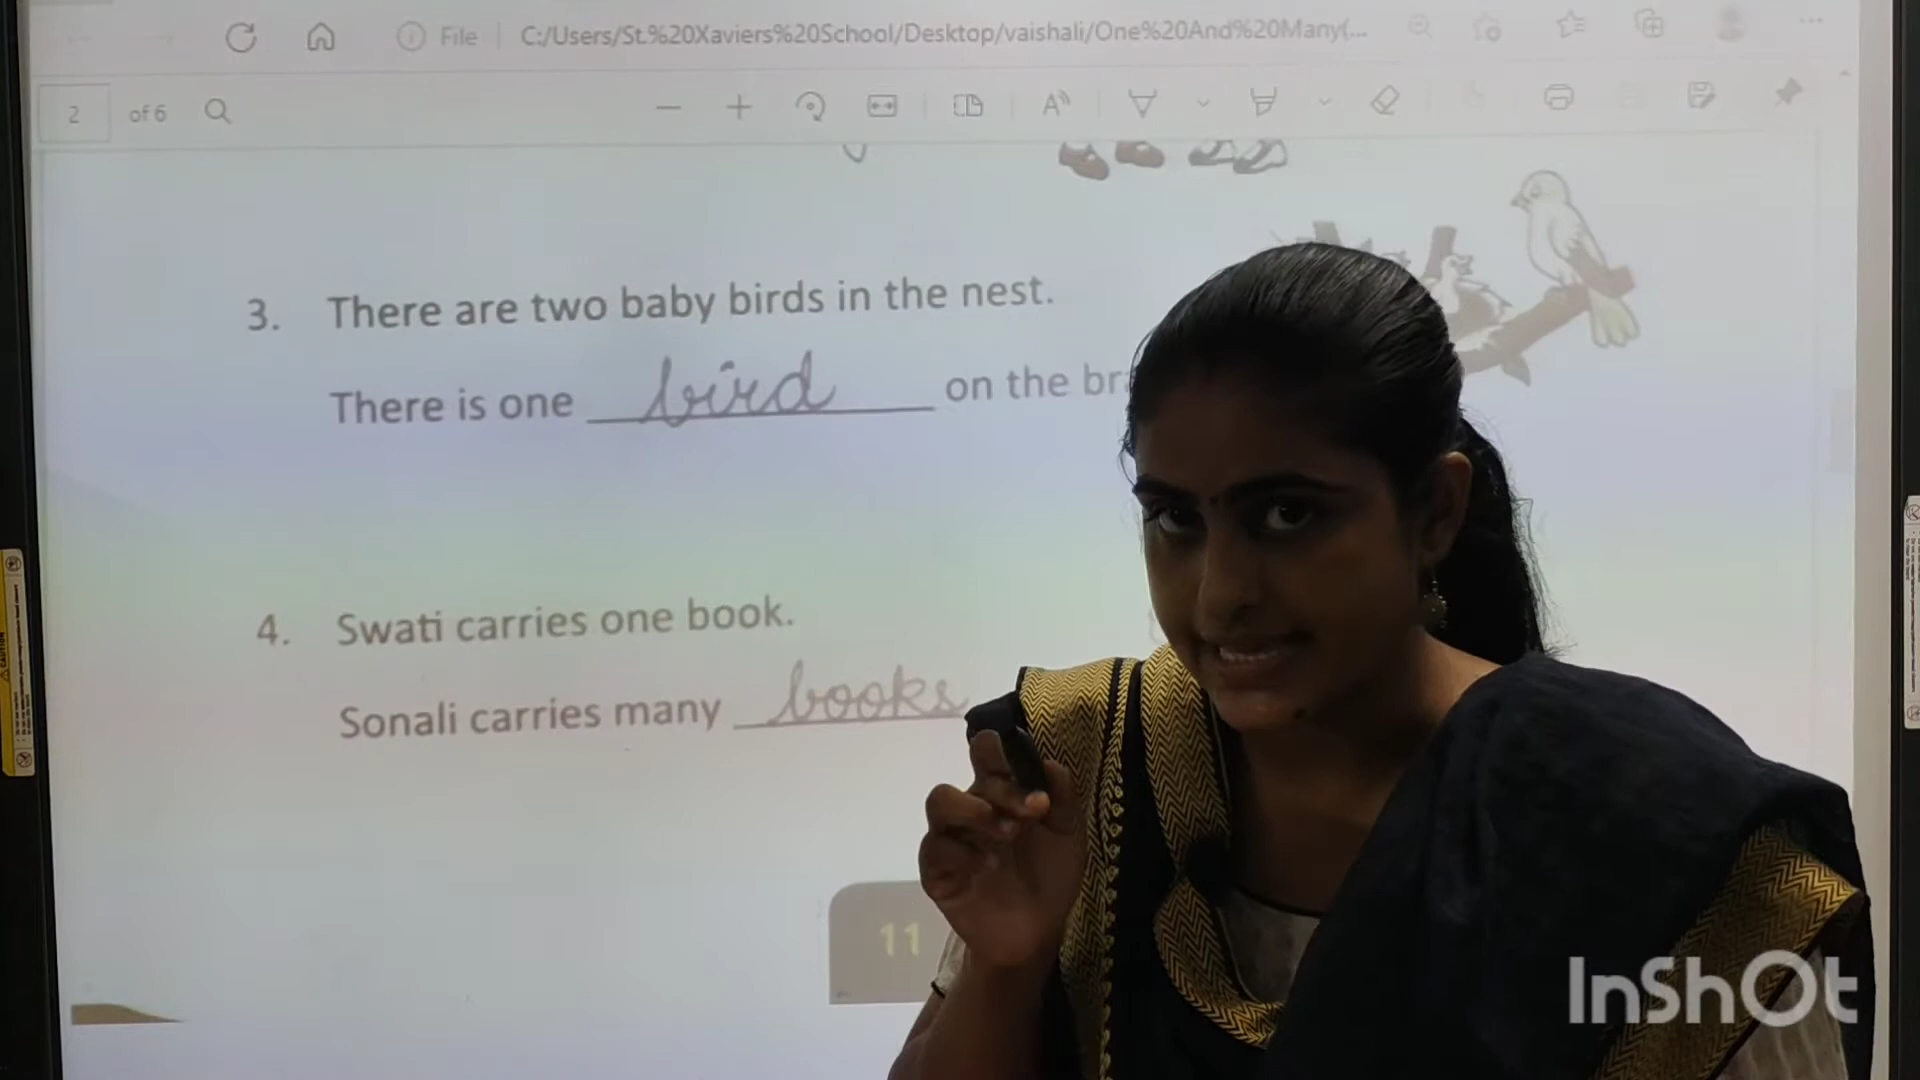 File C:/Users/St.%20Xaviers%20School/Desktop/vaishali/One%20And%20Many(...
2 of 6
3. There are two baby birds in the nest.
There is one bird on the
4. Swati carries one book.
Sonali carries many books
11
CAUTION
InShOt